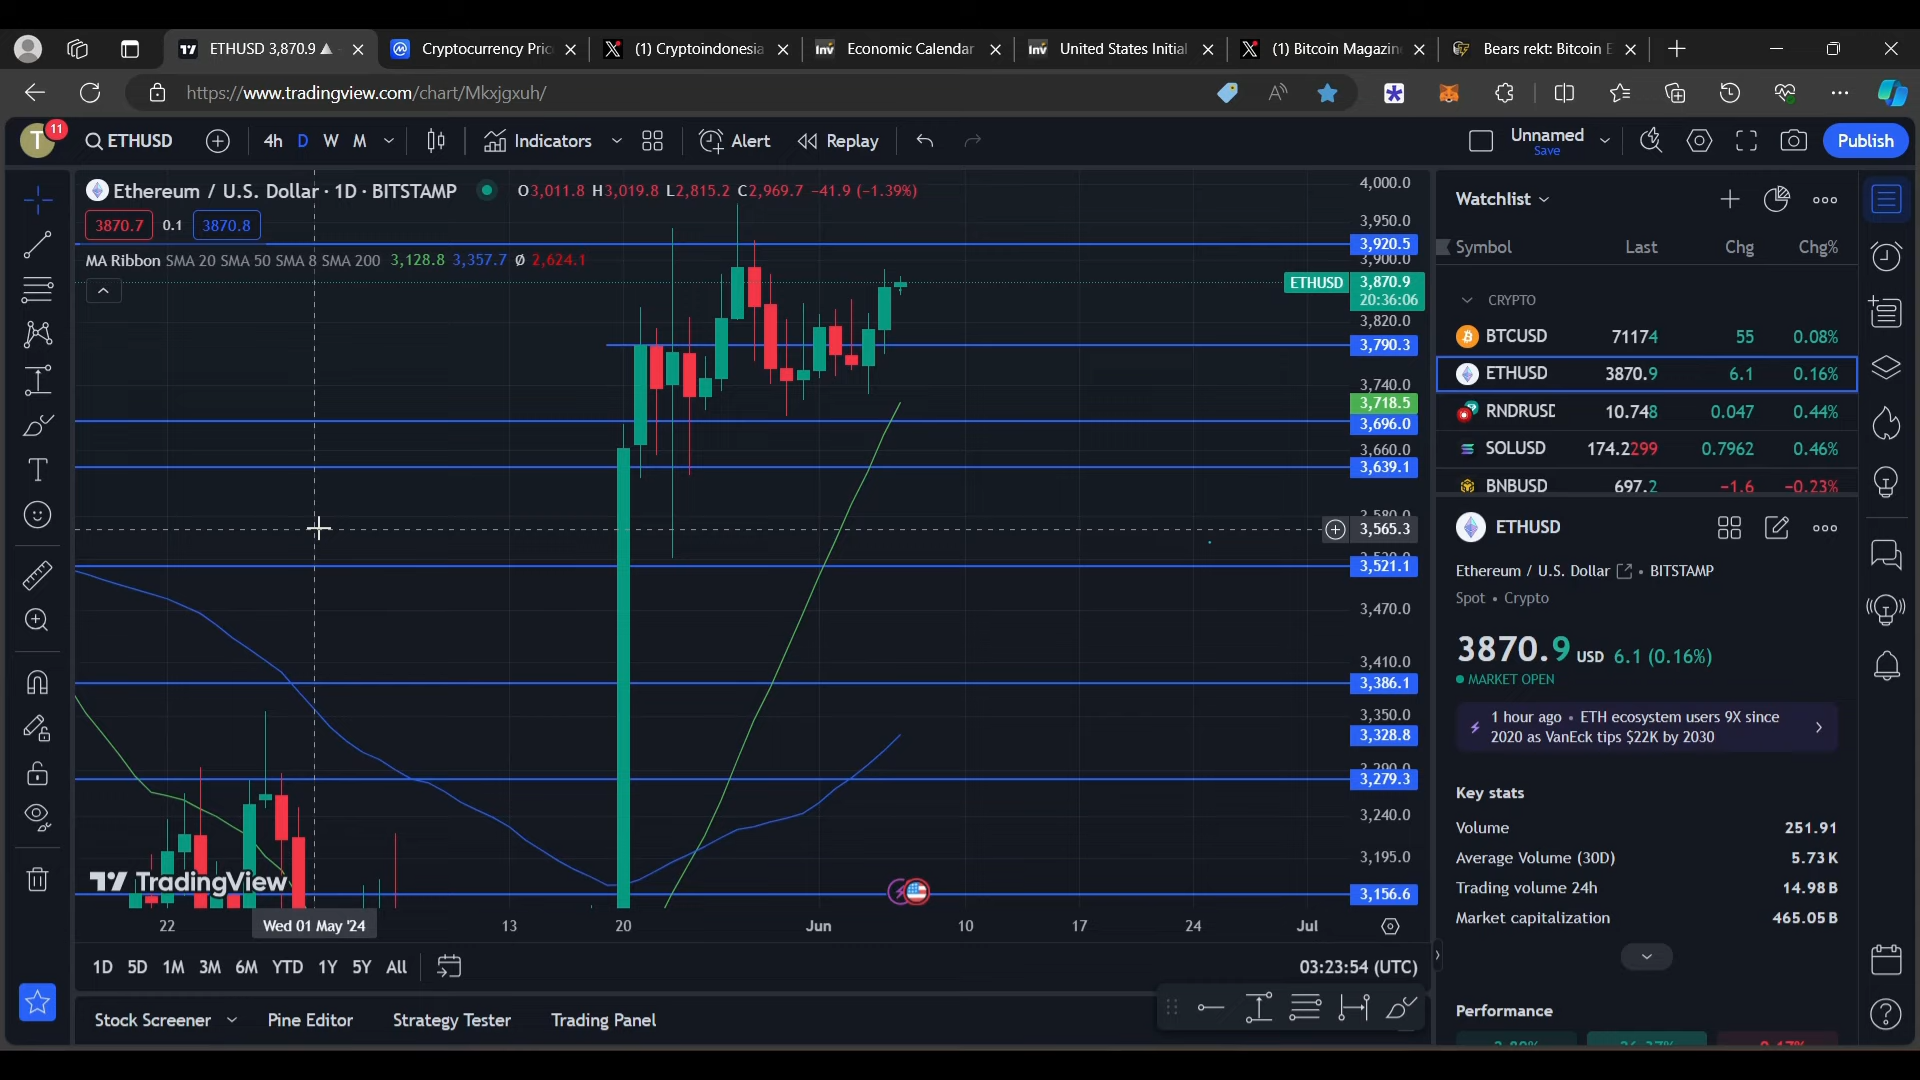 ETHUSD 3,870.9
Cryptocurrency Pric
(1) Cryptoindonesia
Economic Calendar
United States Initial
(1) Bitcoin Magazin
Bears rekt: Bitcoin E
https://www.tradingview.com/chart/Mkxjgxuh/
T
11
ETHUSD
4h D W M
Indicators
Alert
Replay
Unnamed
Save
Publish
Ethereum / U.S. Dollar · 1D · BITSTAMP
O3,011.8 H3,019.8 L2,815.2 C2,969.7 −41.9 (−1.39%)
3870.7 0.1 3870.8
MA Ribbon SMA 20 SMA 50 SMA 8 SMA 200 3,128.8 3,357.7 Ø 2,624.1
4,000.0
3,950.0
3,920.5
3,900.0
ETHUSD 3,870.9
20:36:06
3,820.0
3,790.3
3,740.0
3,718.5
3,696.0
3,660.0
3,639.1
3,580.0
3,565.3
3,521.1
3,470.0
3,410.0
3,386.1
3,350.0
3,328.8
3,290.0
3,279.3
3,240.0
3,195.0
3,156.6
TradingView
22 Wed 01 May '24 13 20 Jun 10 17 24 Jul
1D 5D 1M 3M 6M YTD 1Y 5Y All
03:23:54 (UTC)
Stock Screener Pine Editor Strategy Tester Trading Panel
Watchlist
Symbol Last Chg Chg%
CRYPTO
BTCUSD 71174 55 0.08%
ETHUSD 3870.9 6.1 0.16%
RNDRUSD 10.748 0.047 0.44%
SOLUSD 174.2299 0.7962 0.46%
BNBUSD 697.2 −1.6 −0.23%
ETHUSD
Ethereum / U.S. Dollar • BITSTAMP
Spot • Crypto
3870.9 USD 6.1 (0.16%)
MARKET OPEN
1 hour ago • ETH ecosystem users 9X since
2020 as VanEck tips $22K by 2030
Key stats
Volume 251.91
Average Volume (30D) 5.73K
Trading volume 24h 14.98B
Market capitalization 465.05B
Performance